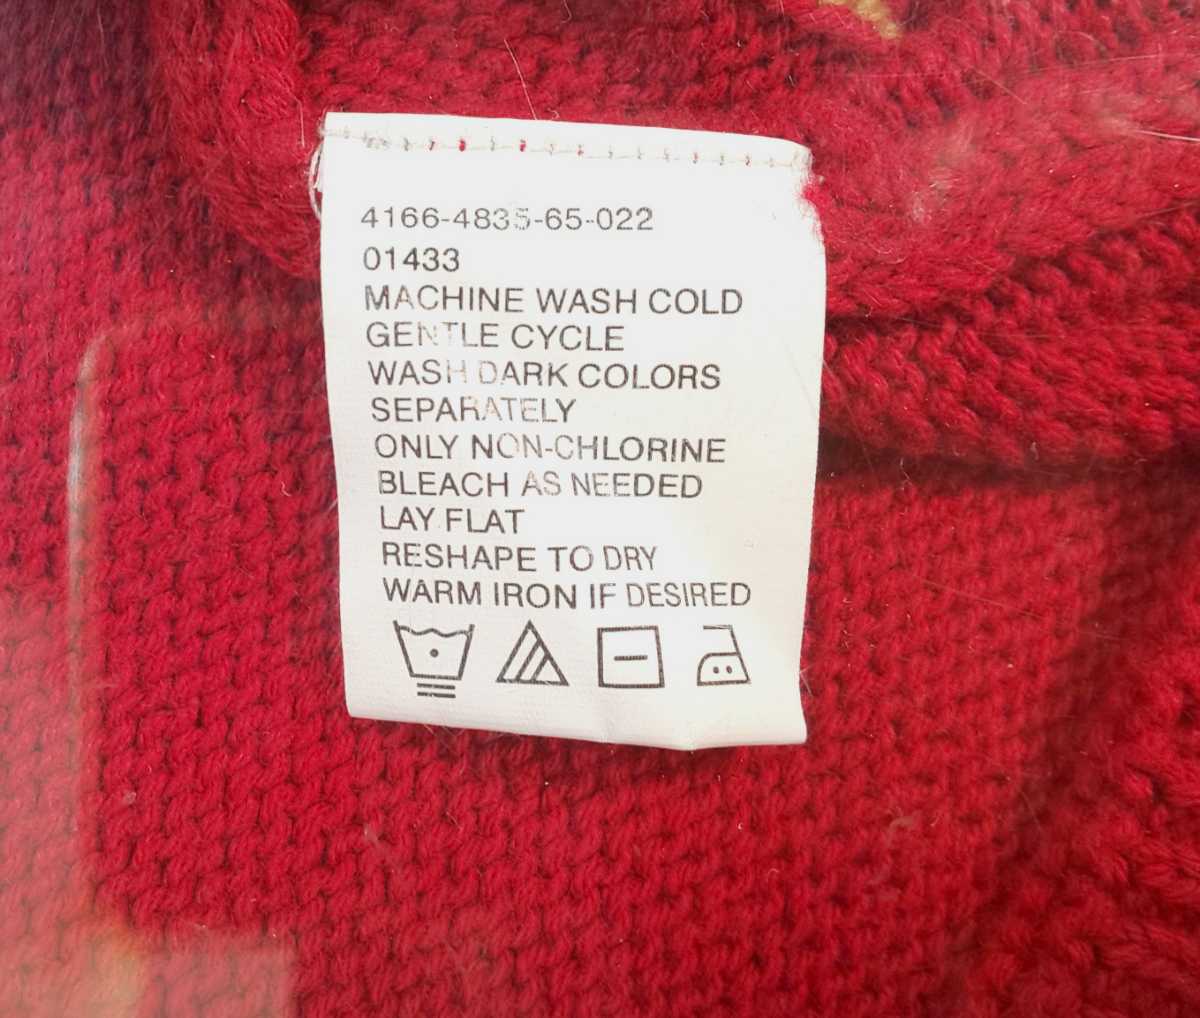 4166-4835-65-022
01433
MACHINE WASH COLD
GENTLE CYCLE
WASH DARK COLORS
SEPARATELY
ONLY NON-CHLORINE
BLEACH AS NEEDED
LAY FLAT
RESHAPE TO DRY
WARM IRON IF DESIRED